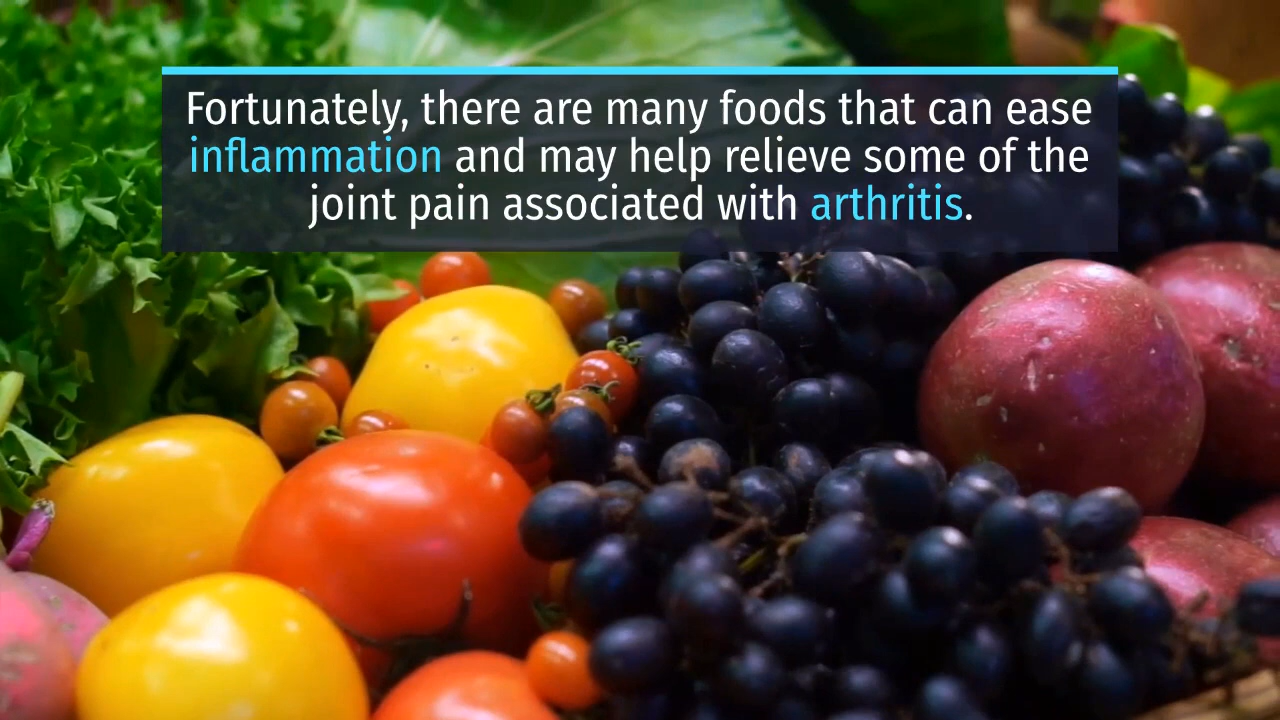 Fortunately, there are many foods that can ease
inflammation and may help relieve some of the
joint pain associated with arthritis.